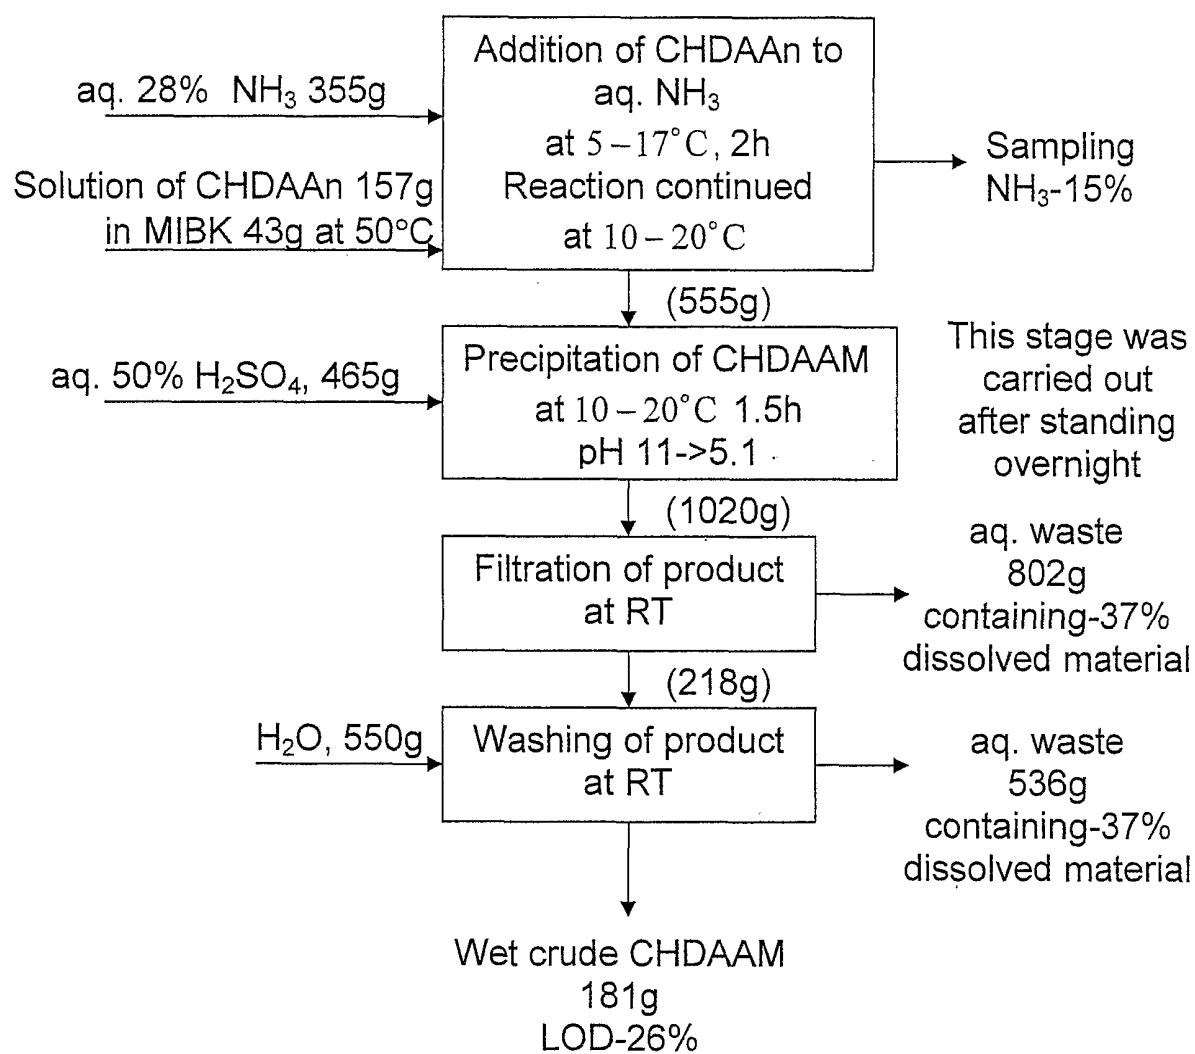 Addition of CHDAAn to
aq. NH₃
at 5–17°C, 2h
Reaction continued
at 10–20°C
aq. 28% NH₃ 355g
Solution of CHDAAn 157g
in MIBK 43g at 50°C
Sampling
NH₃-15%
(555g)
Precipitation of CHDAAM
at 10–20°C 1.5h
pH 11->5.1
aq. 50% H₂SO₄, 465g
This stage was
carried out
after standing
overnight
(1020g)
Filtration of product
at RT
aq. waste
802g
containing-37%
dissolved material
(218g)
H₂O, 550g
Washing of product
at RT
aq. waste
536g
containing-37%
dissolved material
Wet crude CHDAAM
181g
LOD-26%